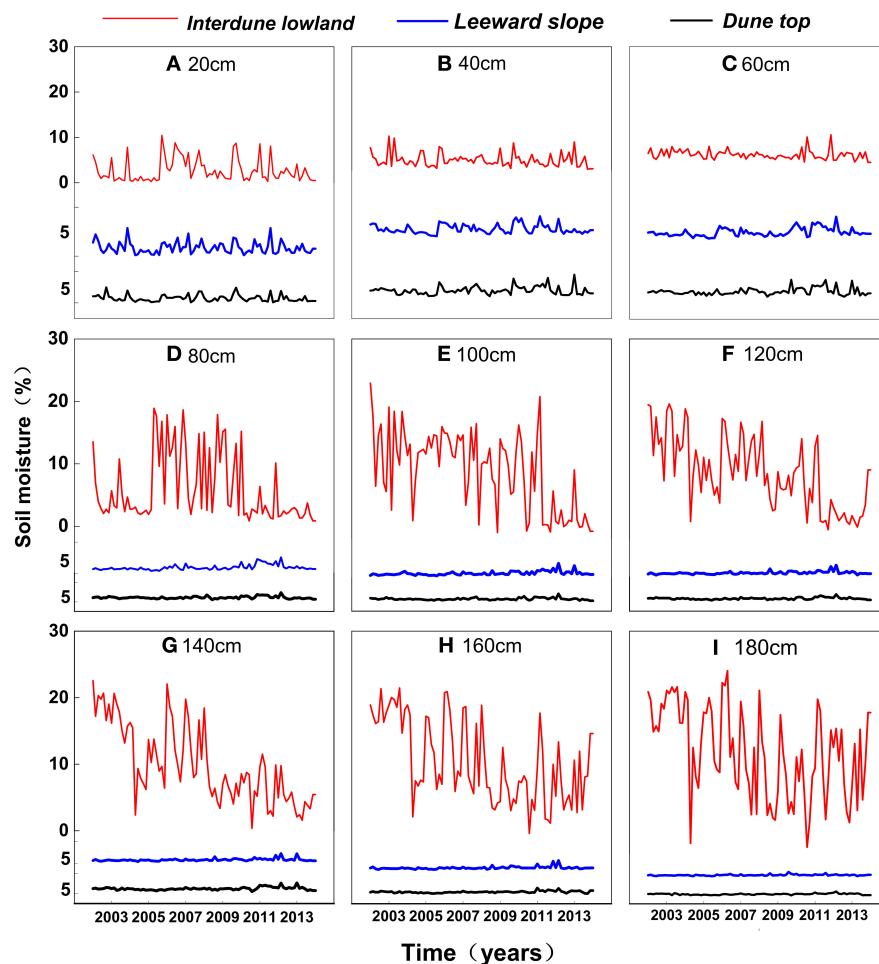 Interdune lowland Leeward slope Dune top
30 A 20cm B 40cm C 60cm
20
10
0
5
5
30 D 80cm E 100cm F 120cm
20
10
0
5
5
30 G 140cm H 160cm I 180cm
20
10
0
5
5
2003 2005 2007 2009 2011 2013 2003 2005 2007 2009 2011 2013 2003 2005 2007 2009 2011 2013
Soil moisture（%）
Time（years）